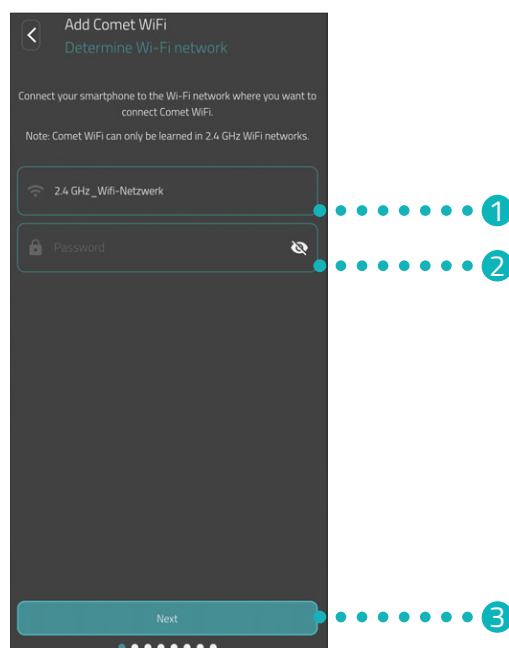 Add Comet WiFi
Determine Wi-Fi network
Connect your smartphone to the Wi-Fi network where you want to
connect Comet WiFi.
Note: Comet WiFi can only be learned in 2.4 GHz WiFi networks.
2.4 GHz_Wifi-Netzwerk
1
Password
2
Next
3